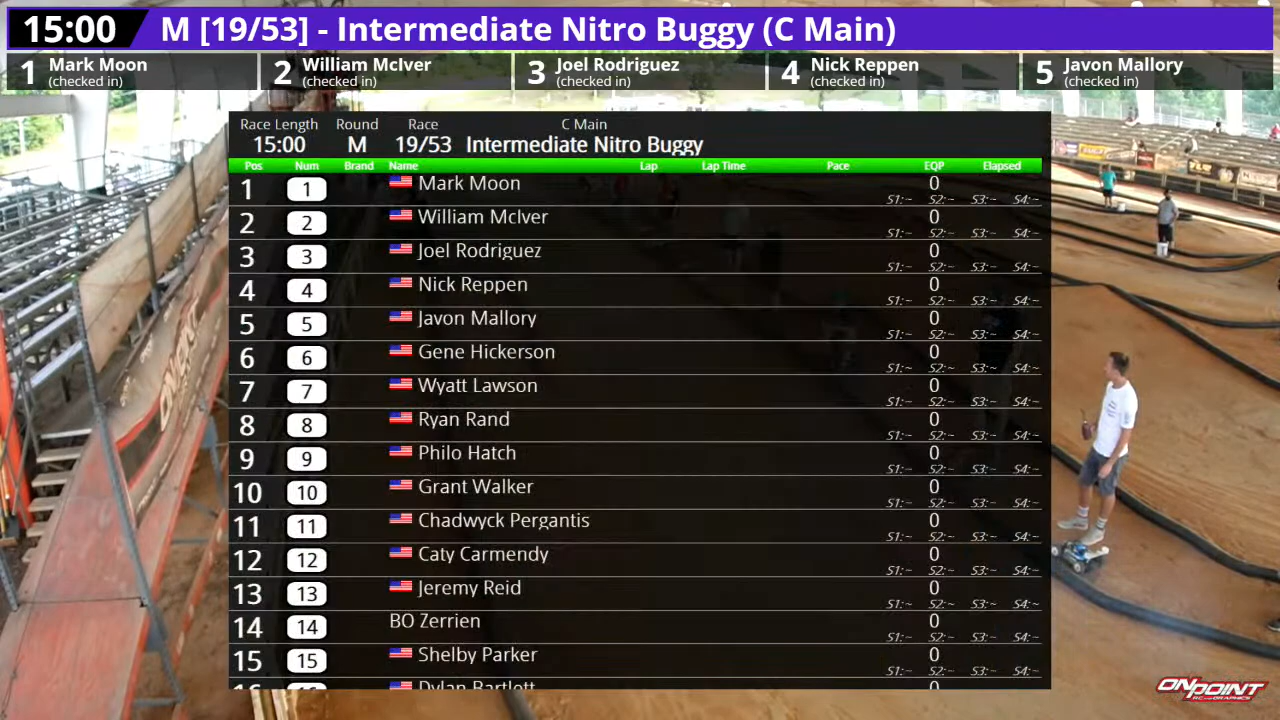 15:00 M [19/53] - Intermediate Nitro Buggy (C Main)
1 Mark Moon (checked in)
2 William McIver (checked in)
3 Joel Rodriguez (checked in)
4 Nick Reppen (checked in)
5 Javon Mallory (checked in)
Race Length Round Race C Main
15:00 M 19/53 Intermediate Nitro Buggy
Pos Num Brand Name Lap Lap Time Pace EQP Elapsed
1 1 Mark Moon 0
S1:~ S2:~ S3:~ S4:~
2 2 William McIver 0
S1:~ S2:~ S3:~ S4:~
3 3 Joel Rodriguez 0
S1:~ S2:~ S3:~ S4:~
4 4 Nick Reppen 0
S1:~ S2:~ S3:~ S4:~
5 5 Javon Mallory 0
S1:~ S2:~ S3:~ S4:~
6 6 Gene Hickerson 0
S1:~ S2:~ S3:~ S4:~
7 7 Wyatt Lawson 0
S1:~ S2:~ S3:~ S4:~
8 8 Ryan Rand 0
S1:~ S2:~ S3:~ S4:~
9 9 Philo Hatch 0
S1:~ S2:~ S3:~ S4:~
10 10 Grant Walker 0
S1:~ S2:~ S3:~ S4:~
11 11 Chadwyck Pergantis 0
S1:~ S2:~ S3:~ S4:~
12 12 Caty Carmendy 0
S1:~ S2:~ S3:~ S4:~
13 13 Jeremy Reid 0
S1:~ S2:~ S3:~ S4:~
14 14 BO Zerrien 0
S1:~ S2:~ S3:~ S4:~
15 15 Shelby Parker 0
S1:~ S2:~ S3:~ S4:~
16 16 Dylan Bartlett 0
ONPOINT
RC GRAPHICS